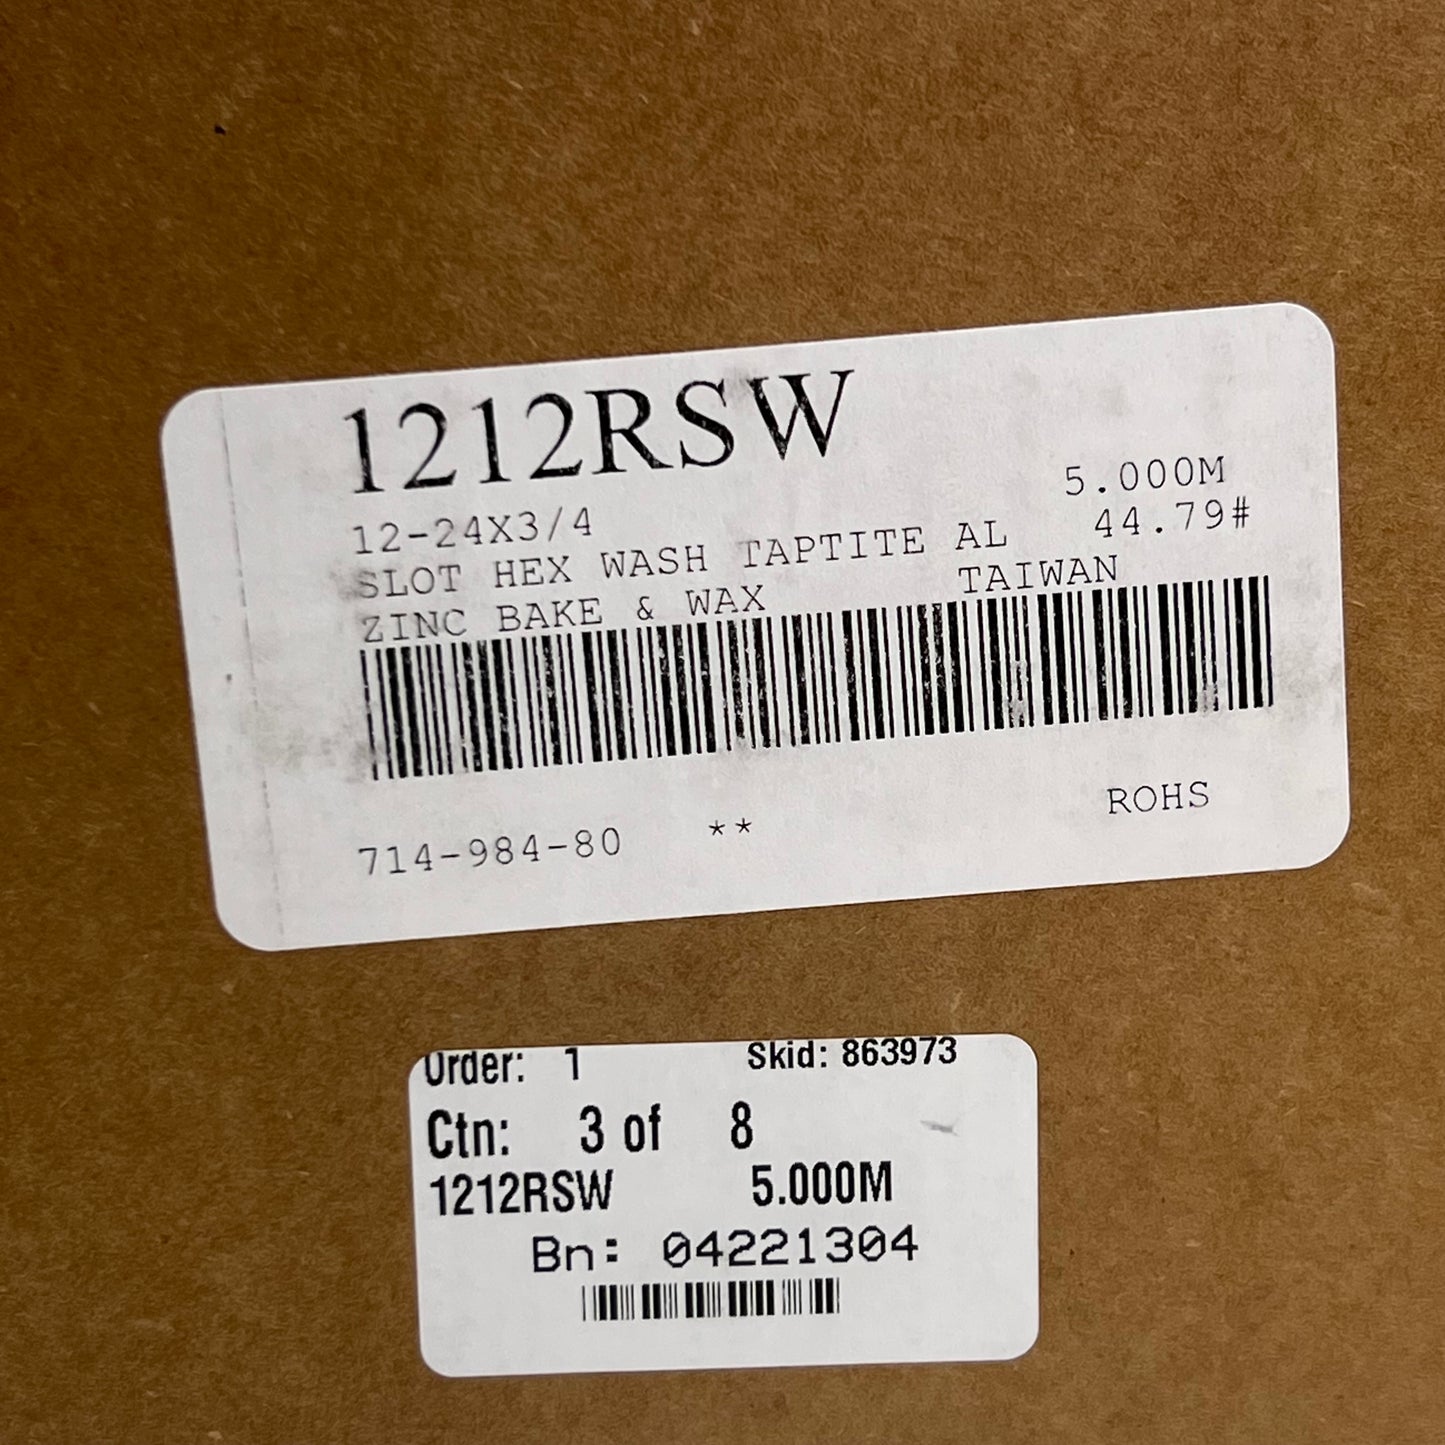 1212RSW
5.000M
12-24X3/4 44.79#
SLOT HEX WASH TAPTITE AL
ZINC BAKE & WAX TAIWAN
714-984-80 ** ROHS
Order: 1 Skid: 863973
Ctn: 3 of 8
1212RSW 5.000M
Bn: 04221304